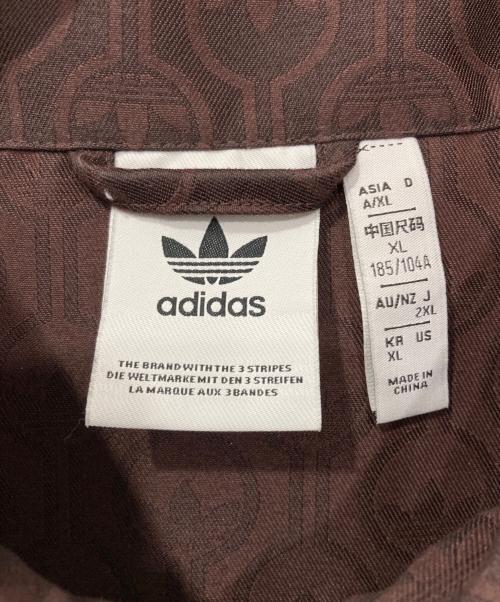 adidas
THE BRAND WITH THE 3 STRIPES
DIE WELTMARKE MIT DEN 3 STREIFEN
LA MARQUE AUX 3 BANDES
ASIA D
A/XL
中国尺码
XL
185/104A
AU/NZ J
2XL
KR US
XL
MADE IN
CHINA